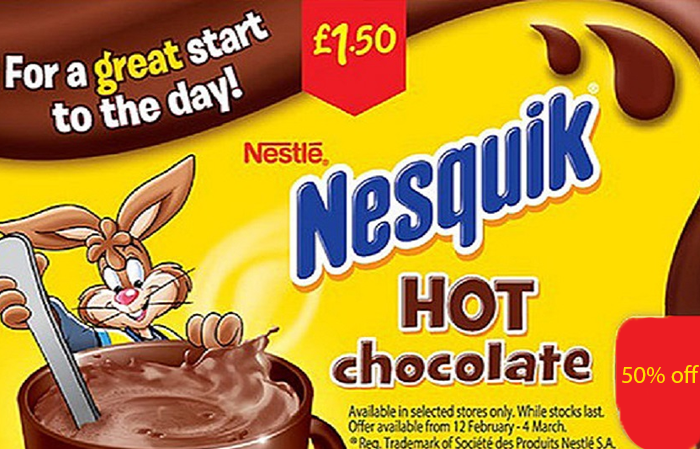 For a great start
to the day!
£1.50
Nestlé®
Nesquik®
HOT
chocolate
50% off
Available in selected stores only. While stocks last.
Offer available from 12 February - 4 March.
® Reg. Trademark of Société des Produits Nestlé S.A.